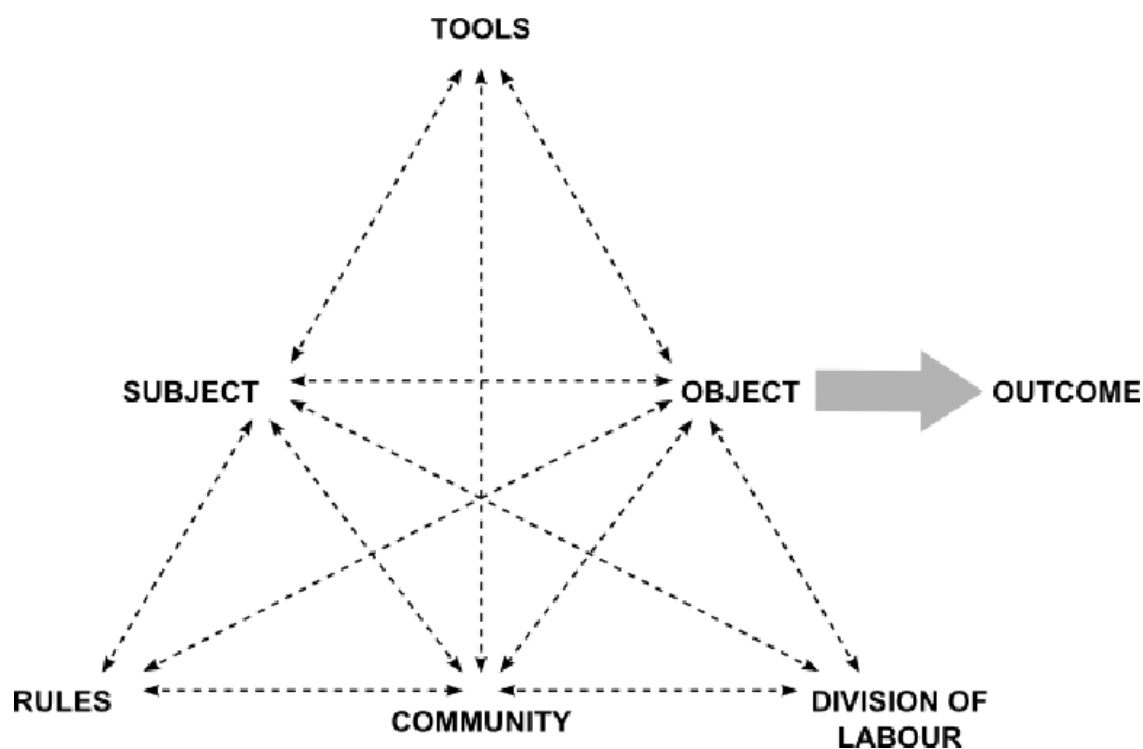 TOOLS
SUBJECT
OBJECT
OUTCOME
RULES
COMMUNITY
DIVISION OF
LABOUR